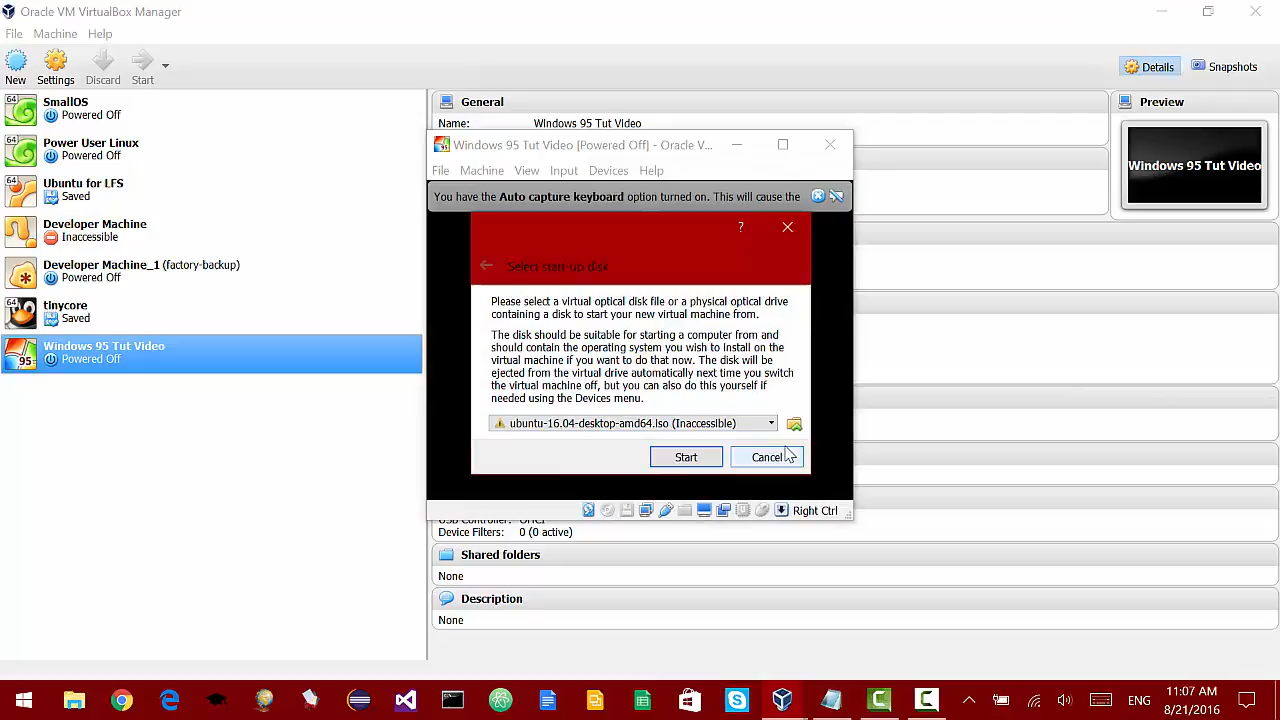 Oracle VM VirtualBox Manager
File Machine Help
New Settings Discard Start
Details Snapshots
64 SmallOS
Powered Off
64 Power User Linux
Powered Off
64 Ubuntu for LFS
Saved
Developer Machine
Inaccessible
Developer Machine_1 (factory-backup)
Powered Off
64 tinycore
Saved
95 Windows 95 Tut Video
Powered Off
General
Name: Windows 95 Tut Video
Preview
Windows 95 Tut Video
Windows 95 Tut Video [Powered Off] - Oracle V...
File Machine View Input Devices Help
You have the Auto capture keyboard option turned on. This will cause the
?
Select start-up disk
Please select a virtual optical disk file or a physical optical drive
containing a disk to start your new virtual machine from.
The disk should be suitable for starting a computer from and
should contain the operating system you wish to install on the
virtual machine if you want to do that now. The disk will be
ejected from the virtual drive automatically next time you switch
the virtual machine off, but you can also do this yourself if
needed using the Devices menu.
ubuntu-16.04-desktop-amd64.iso (Inaccessible)
Start Cancel
Right Ctrl
USB Controller: OHCI
Device Filters: 0 (0 active)
Shared folders
None
Description
None
ENG
11:07 AM
8/21/2016